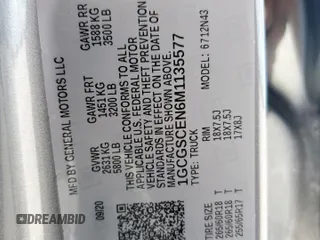 MFD BY GENERAL MOTORS LLC
09/20
GVWR
2631 KG
5800 LB
GAWR FRT
1451 KG
3200 LB
GAWR RR
1588 KG
3500 LB
THIS VEHICLE CONFORMS TO ALL
APPLICABLE U.S. FEDERAL MOTOR
VEHICLE SAFETY AND THEFT PREVENTION
STANDARDS IN EFFECT ON THE DATE OF
MANUFACTURE SHOWN ABOVE.
1GCGSCEN6M1135577
TYPE: TRUCK
6712N43
TIRE SIZE
RIM
265/60R18 T
18X7.5J
265/60R18 T
18X7.5J
265/65R17 T
17X8J
© AUTOBIDMASTER